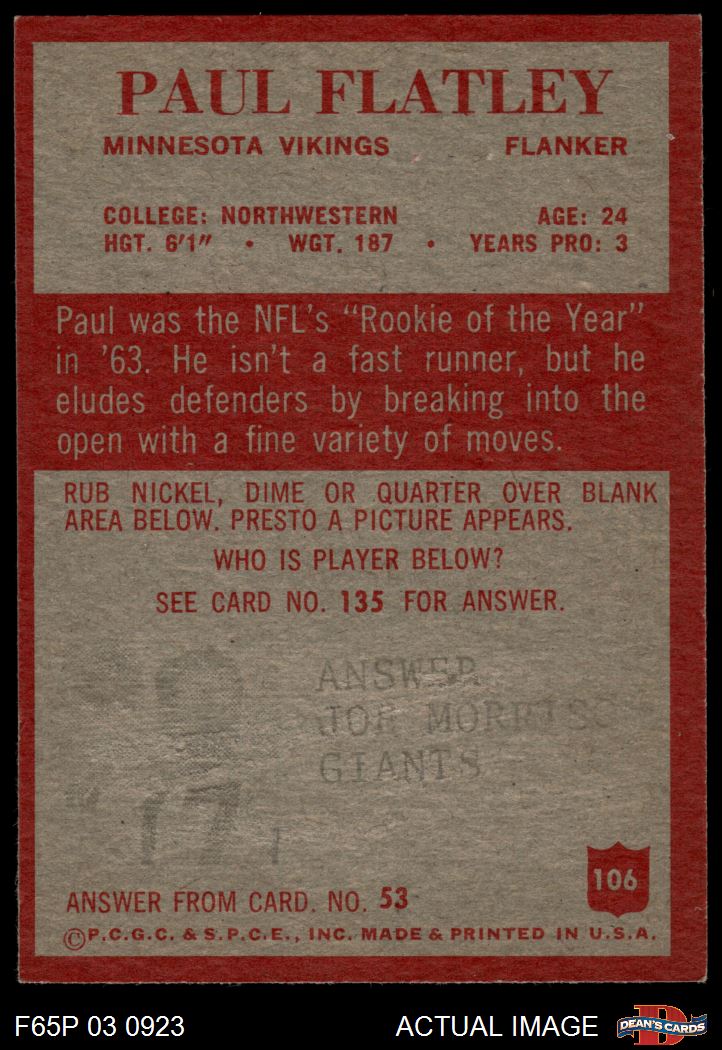 PAUL FLATLEY
MINNESOTA VIKINGS FLANKER
COLLEGE: NORTHWESTERN AGE: 24
HGT. 6'1" • WGT. 187 • YEARS PRO: 3
Paul was the NFL's "Rookie of the Year"
in '63. He isn't a fast runner, but he
eludes defenders by breaking into the
open with a fine variety of moves.
RUB NICKEL, DIME OR QUARTER OVER BLANK
AREA BELOW. PRESTO A PICTURE APPEARS.
WHO IS PLAYER BELOW?
SEE CARD NO. 135 FOR ANSWER.
ANSWER
GIANTS
17
106
ANSWER FROM CARD. NO. 53
©P.C.G.C. & S.P.C.E., INC. MADE & PRINTED IN U.S.A.
F65P 03 0923 ACTUAL IMAGE
D
DEAN'S CARDS